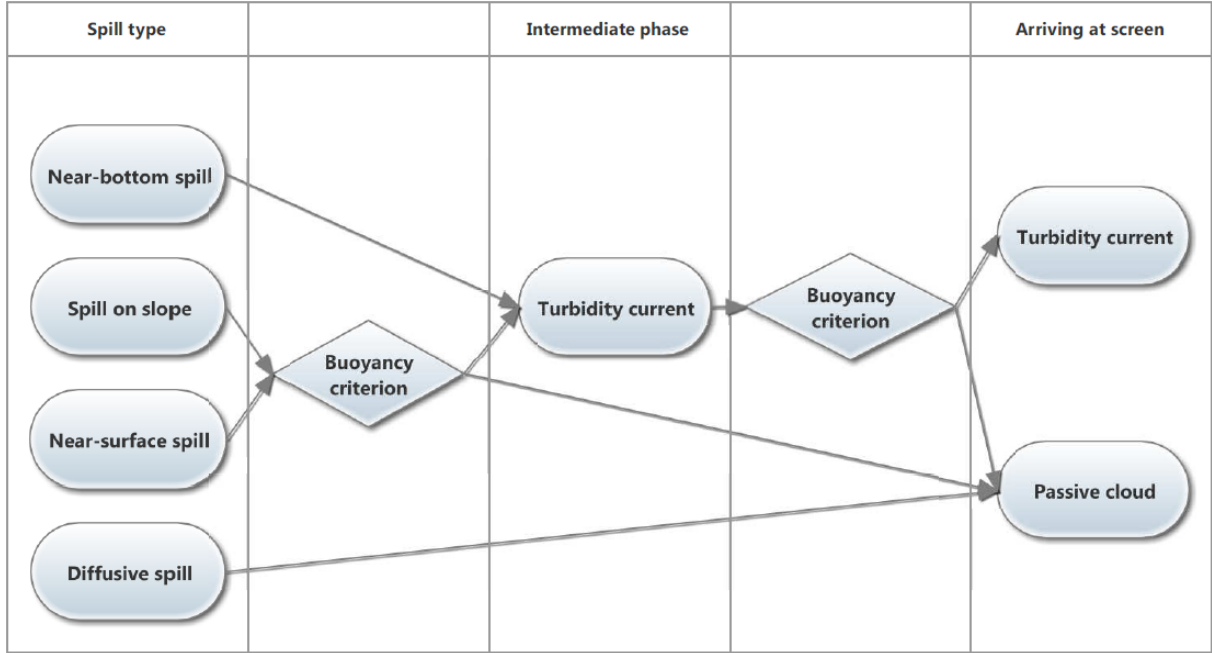 Spill type
Intermediate phase
Arriving at screen
Near-bottom spill
Spill on slope
Near-surface spill
Diffusive spill
Buoyancy
criterion
Turbidity current
Buoyancy
criterion
Turbidity current
Passive cloud